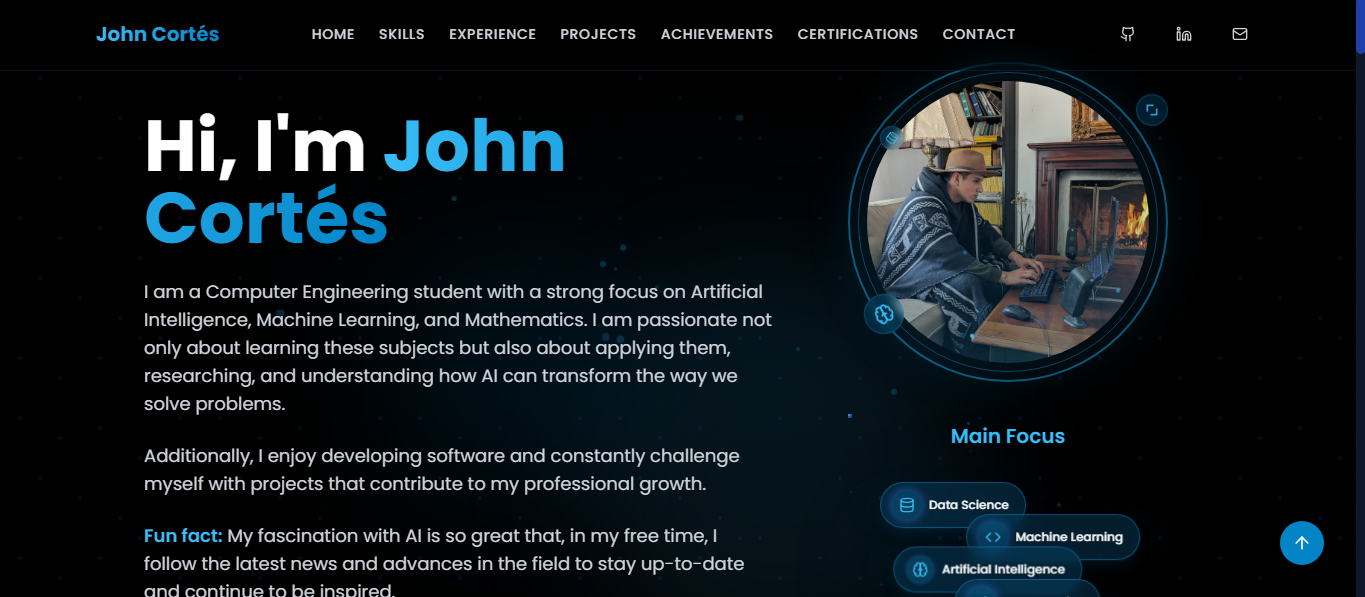 John Cortés
HOME SKILLS EXPERIENCE PROJECTS ACHIEVEMENTS CERTIFICATIONS CONTACT
Hi, I'm John
Cortés
I am a Computer Engineering student with a strong focus on Artificial
Intelligence, Machine Learning, and Mathematics. I am passionate not
only about learning these subjects but also about applying them,
researching, and understanding how AI can transform the way we
solve problems.
Additionally, I enjoy developing software and constantly challenge
myself with projects that contribute to my professional growth.
Fun fact: My fascination with AI is so great that, in my free time, I
follow the latest news and advances in the field to stay up-to-date
and continue to be inspired.
Main Focus
Data Science
Machine Learning
Artificial Intelligence